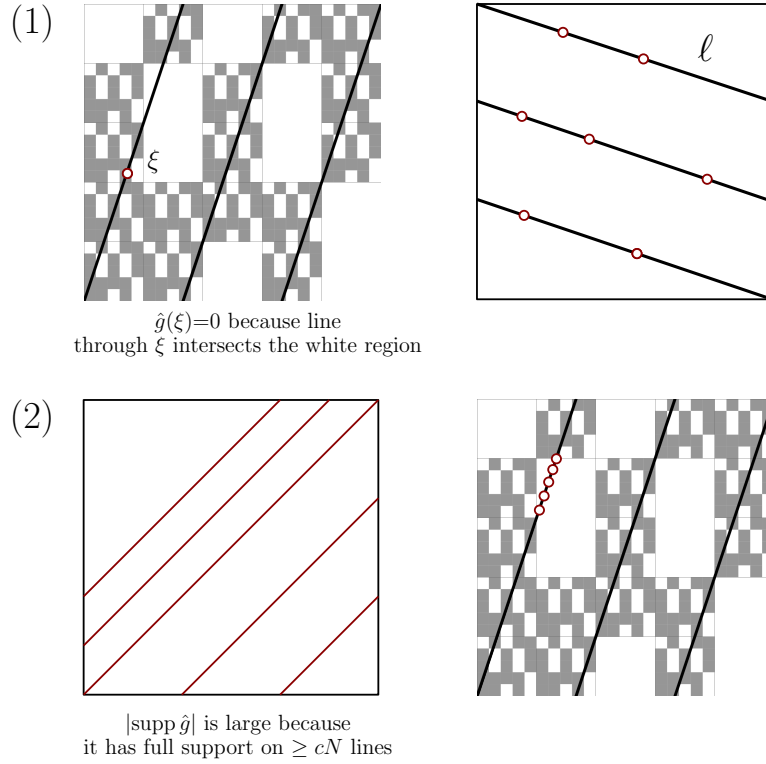 (1)
ℓ
ξ
ĝ(ξ)=0 because line
through ξ intersects the white region
(2)
|supp ĝ| is large because
it has full support on ≥ cN lines